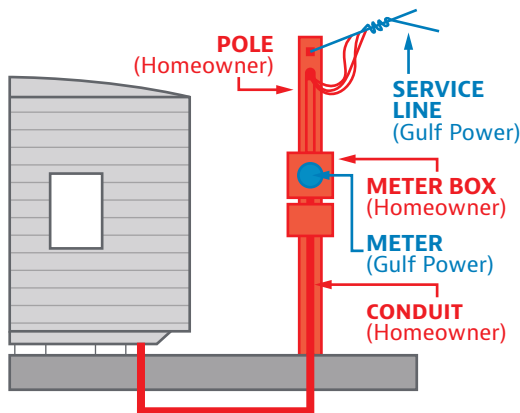 POLE
(Homeowner)
SERVICE
LINE
(Gulf Power)
METER BOX
(Homeowner)
METER
(Gulf Power)
CONDUIT
(Homeowner)